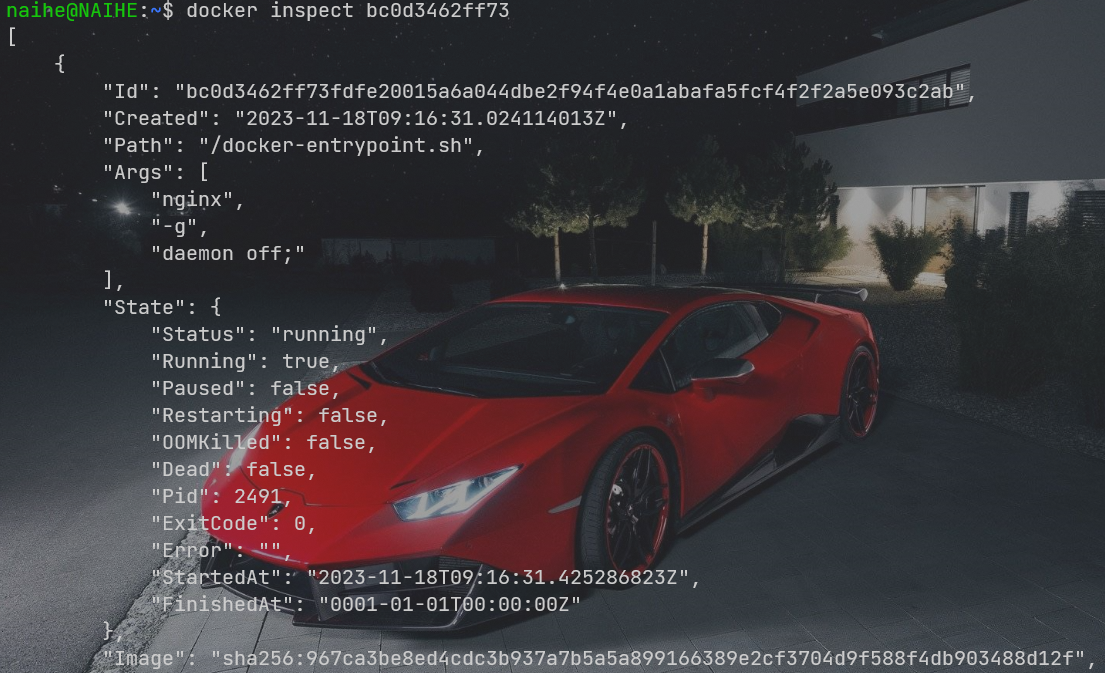 naihe@NAIHE:~$ docker inspect bc0d3462ff73
[
    {
        "Id": "bc0d3462ff73fdfe20015a6a044dbe2f94f4e0a1abafa5fcf4f2f2a5e093c2ab",
        "Created": "2023-11-18T09:16:31.024114013Z",
        "Path": "/docker-entrypoint.sh",
        "Args": [
            "nginx",
            "-g",
            "daemon off;"
        ],
        "State": {
            "Status": "running",
            "Running": true,
            "Paused": false,
            "Restarting": false,
            "OOMKilled": false,
            "Dead": false,
            "Pid": 2491,
            "ExitCode": 0,
            "Error": "",
            "StartedAt": "2023-11-18T09:16:31.425286823Z",
            "FinishedAt": "0001-01-01T00:00:00Z"
        },
        "Image": "sha256:967ca3be8ed4cdc3b937a7b5a5a899166389e2cf3704d9f588f4db903488d12f",